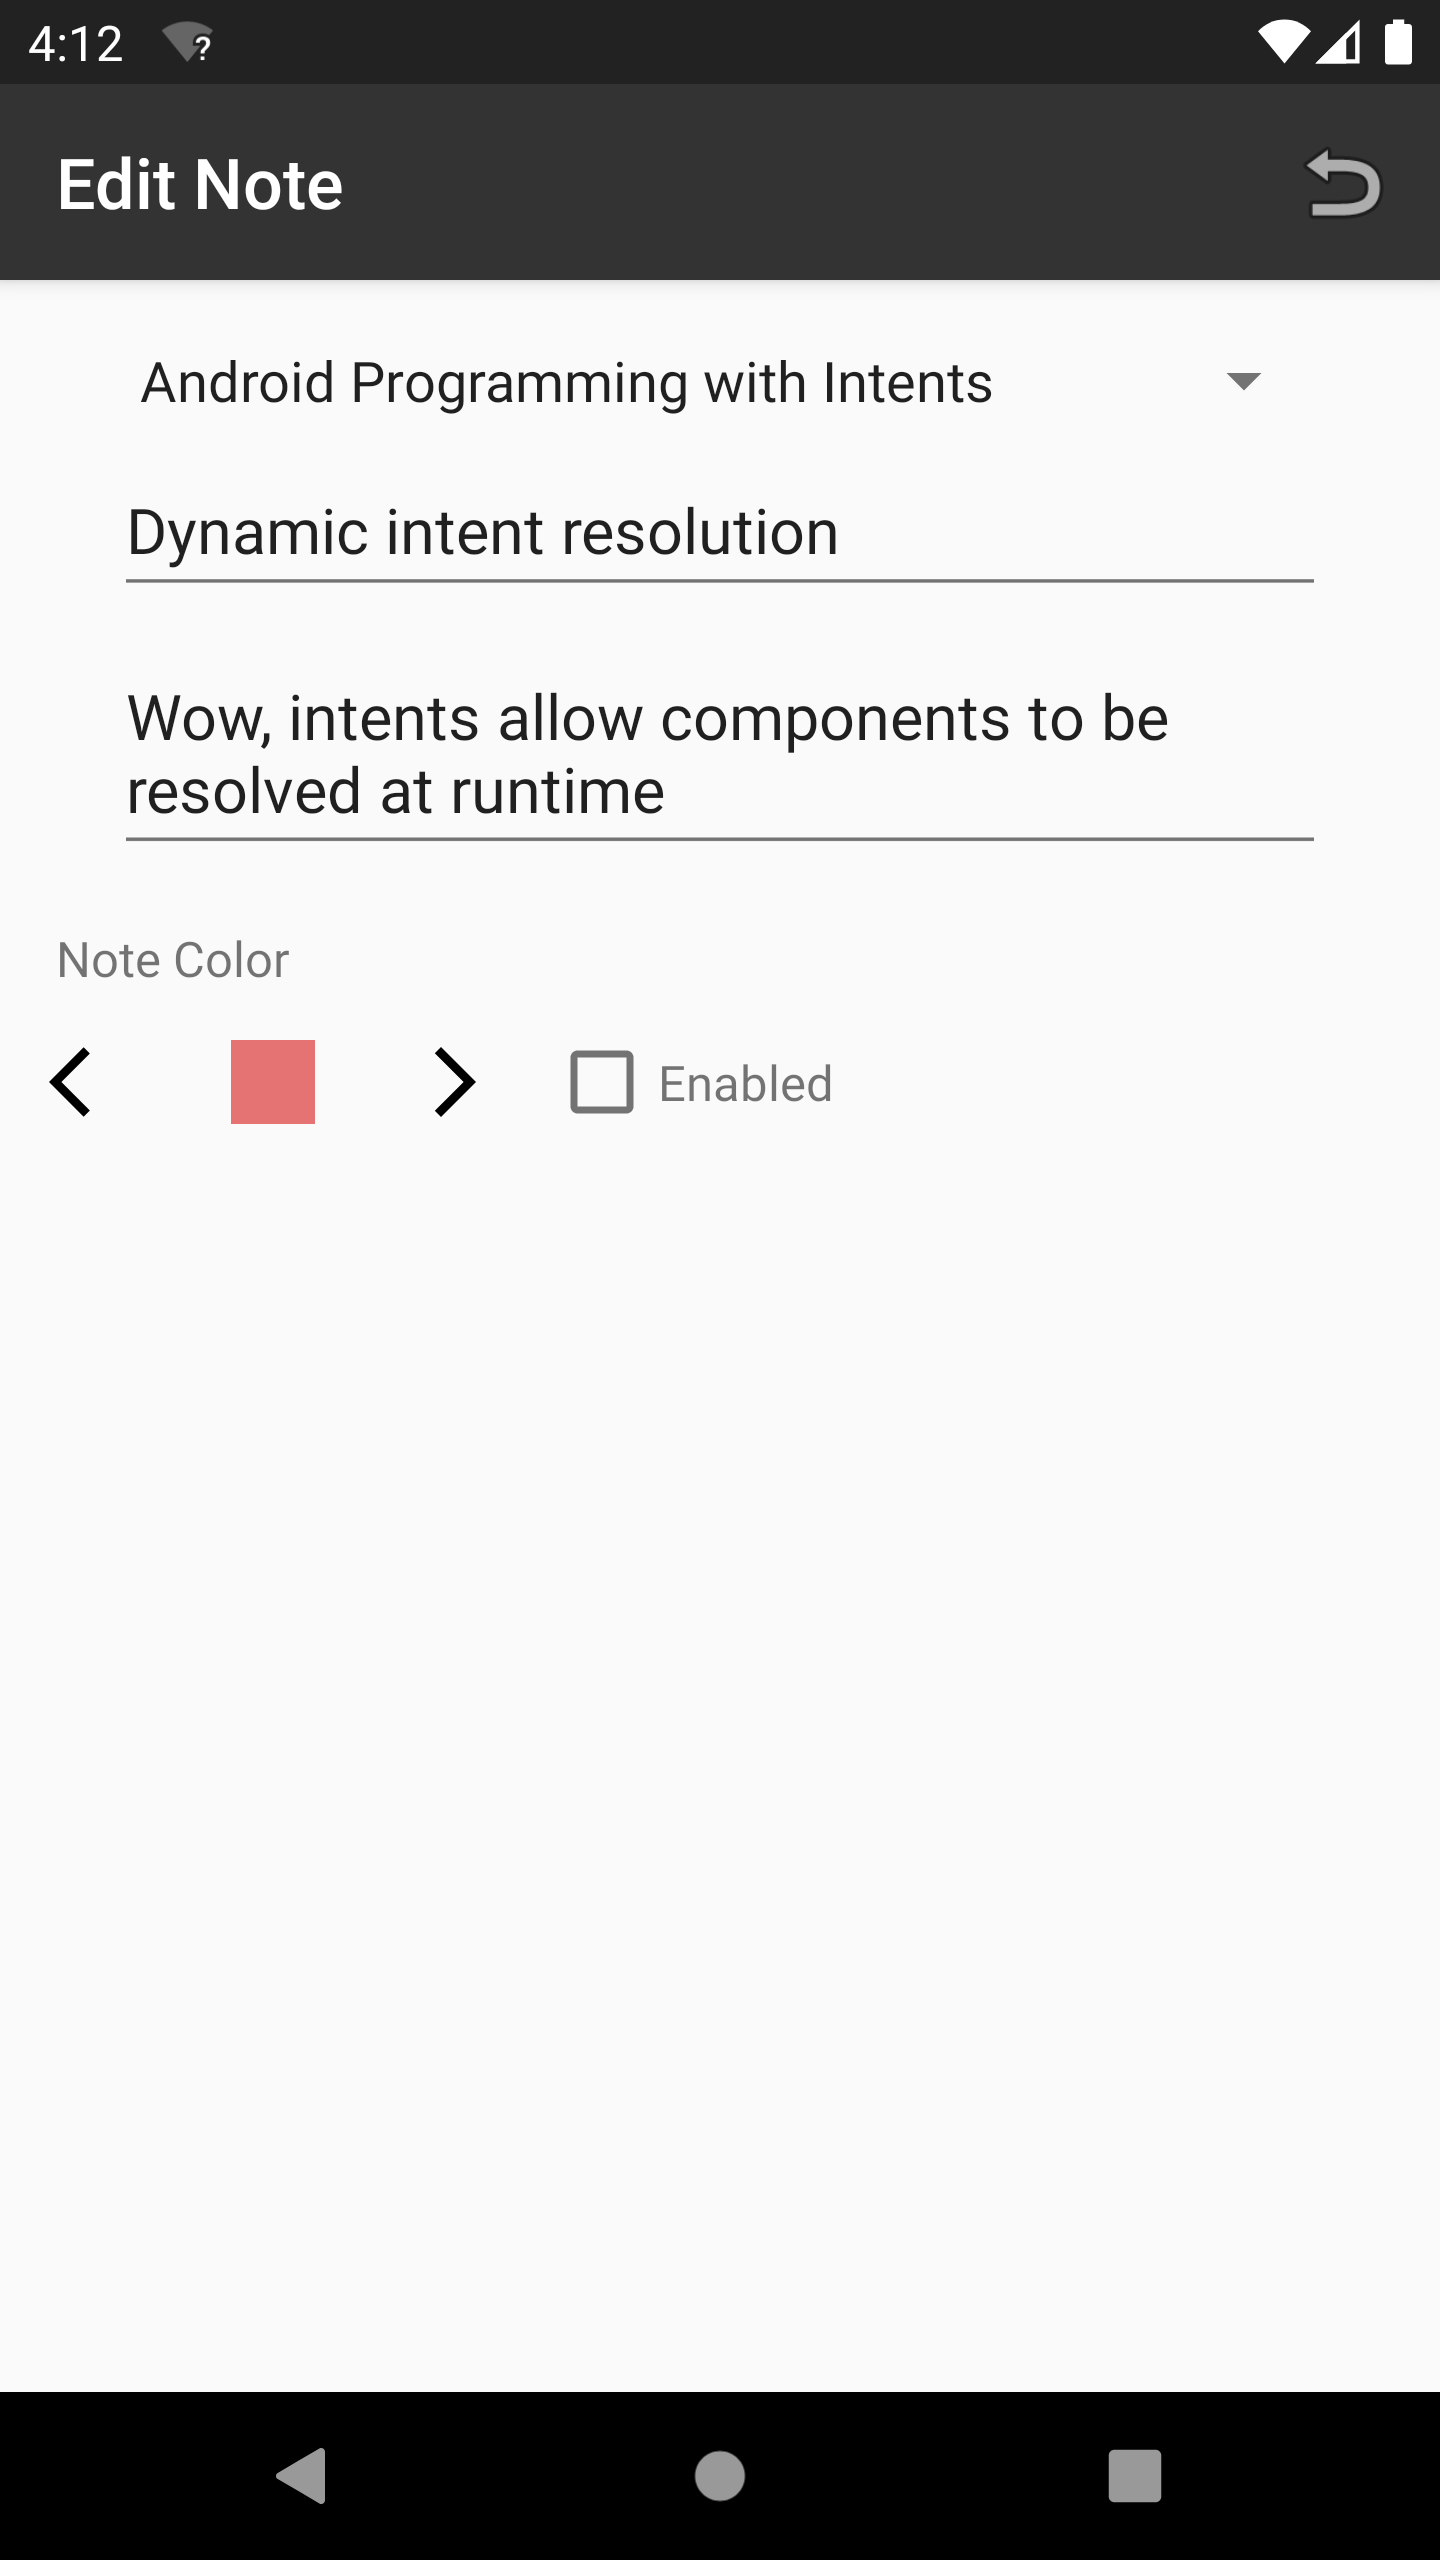 4:12
Edit Note
Android Programming with Intents
Dynamic intent resolution
Wow, intents allow components to be
resolved at runtime
Note Color
Enabled